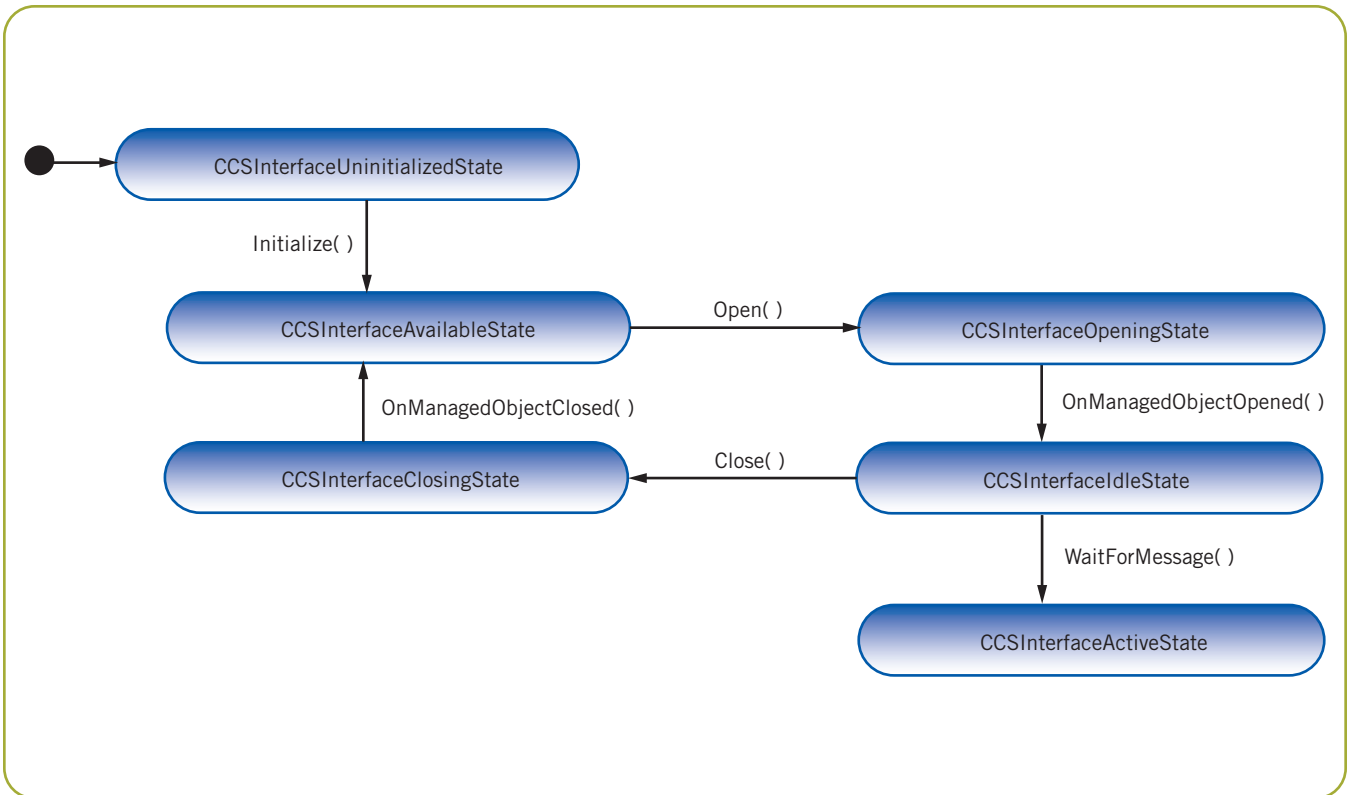 CCSInterfaceUninitializedState
Initialize( )
CCSInterfaceAvailableState
Open( )
CCSInterfaceOpeningState
OnManagedObjectClosed( )
OnManagedObjectOpened( )
CCSInterfaceClosingState
Close( )
CCSInterfaceIdleState
WaitForMessage( )
CCSInterfaceActiveState